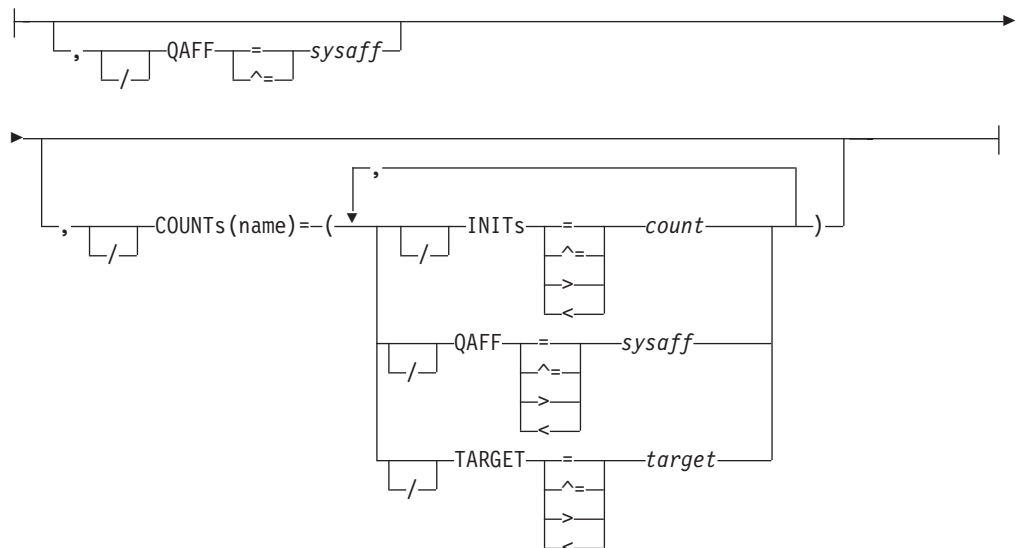 , / QAFF = sysaff
^=
,
, / COUNTs(name)=-( / INITs = count )
^=
>
<
/ QAFF = sysaff
^=
>
<
/ TARGET = target
^=
>
<